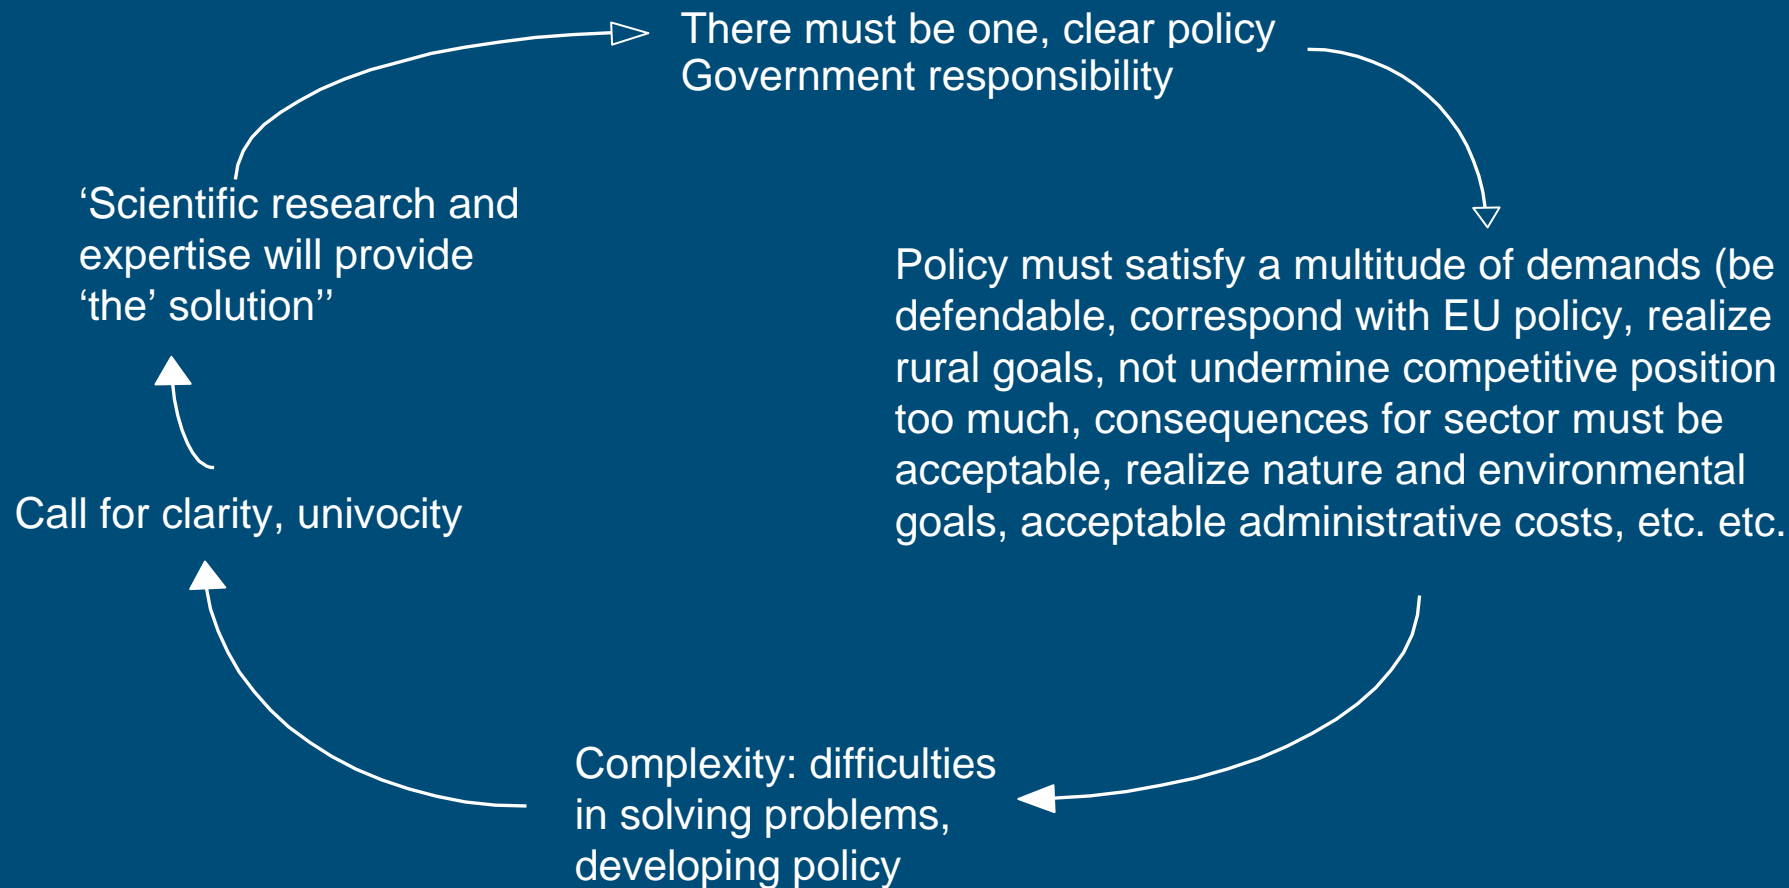 There must be one, clear policy
Government responsibility
‘Scientific research and
expertise will provide
‘the’ solution’’
Policy must satisfy a multitude of demands (be
defendable, correspond with EU policy, realize
rural goals, not undermine competitive position
too much, consequences for sector must be
acceptable, realize nature and environmental
goals, acceptable administrative costs, etc. etc.
Call for clarity, univocity
Complexity: difficulties
in solving problems,
developing policy